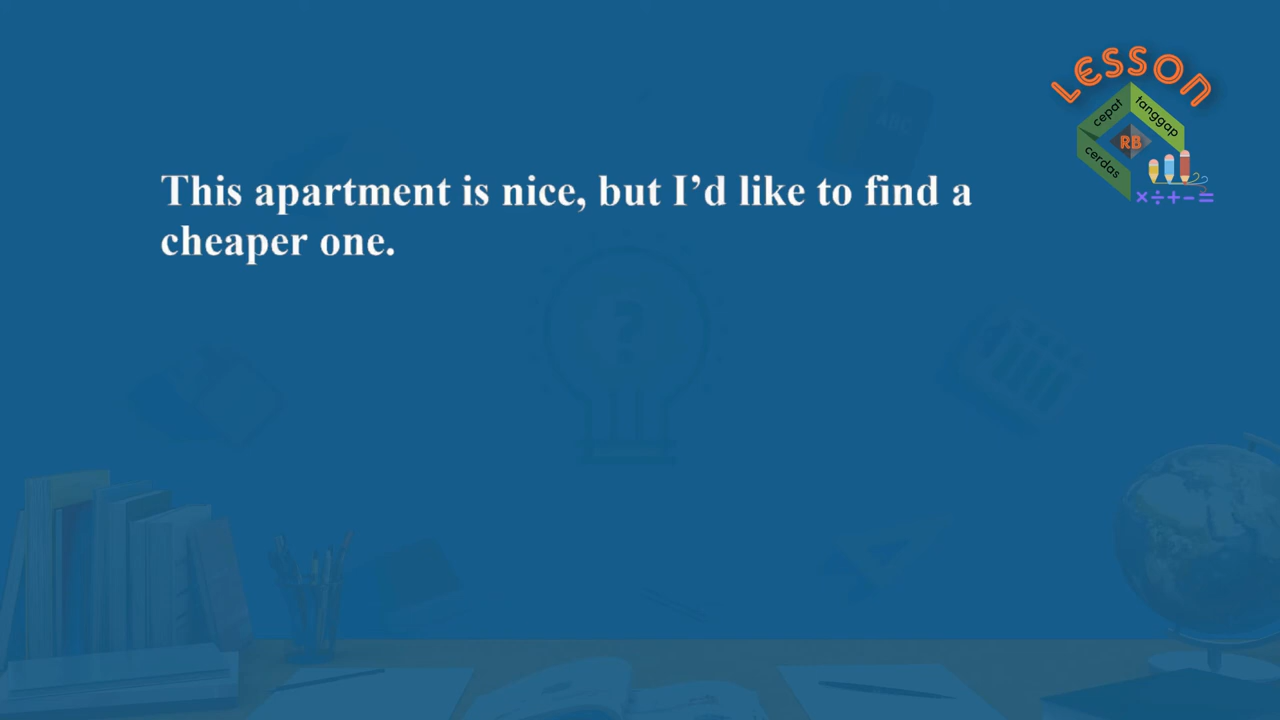 LESSON
cepat
tanggap
RB
cerdas
×÷+−=
This apartment is nice, but I’d like to find a
cheaper one.
?